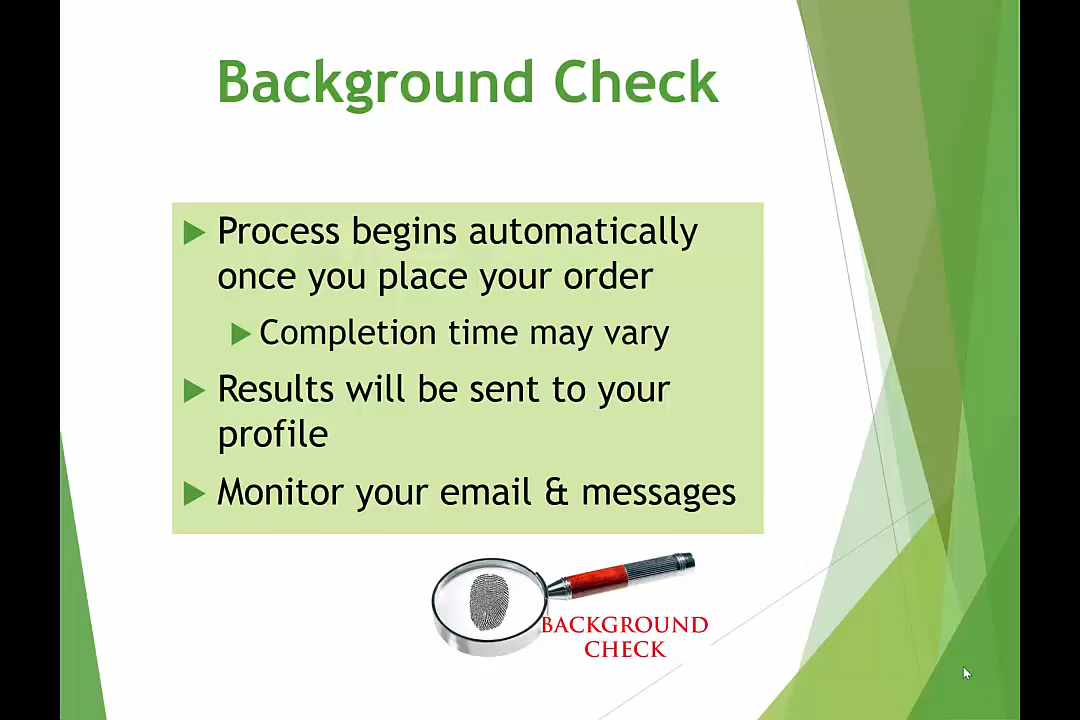 Background Check
Process begins automatically
once you place your order
Completion time may vary
Results will be sent to your
profile
Monitor your email & messages
BACKGROUND
CHECK